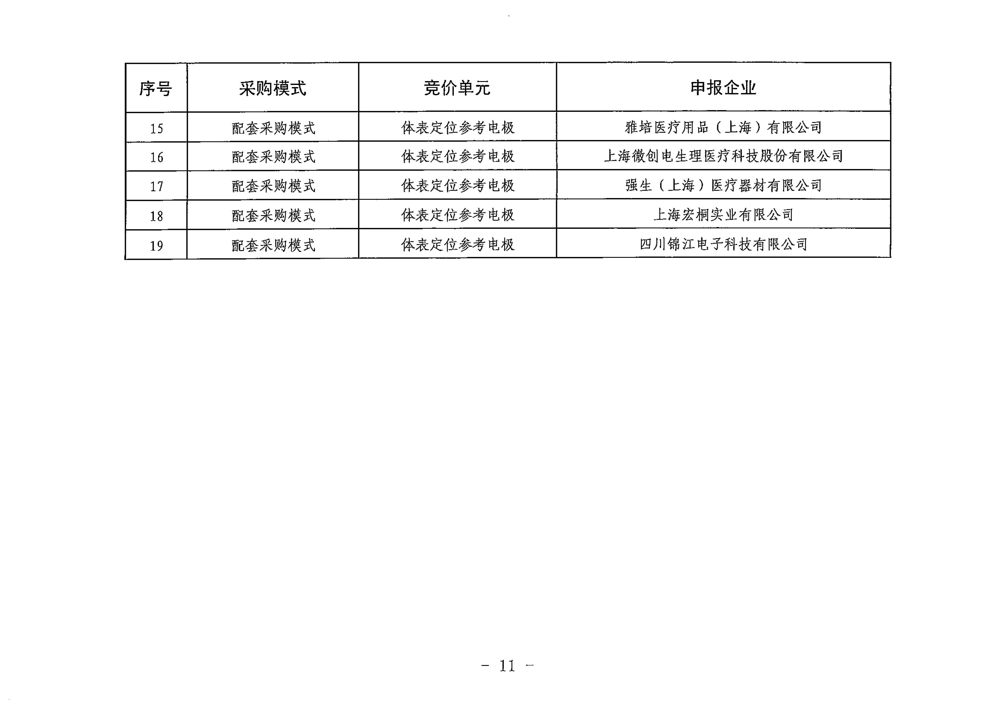 序号 采购模式 竞价单元 申报企业
15 配套采购模式 体表定位参考电极 雅培医疗用品（上海）有限公司
16 配套采购模式 体表定位参考电极 上海微创电生理医疗科技股份有限公司
17 配套采购模式 体表定位参考电极 强生（上海）医疗器材有限公司
18 配套采购模式 体表定位参考电极 上海宏桐实业有限公司
19 配套采购模式 体表定位参考电极 四川锦江电子科技有限公司
- 11 -